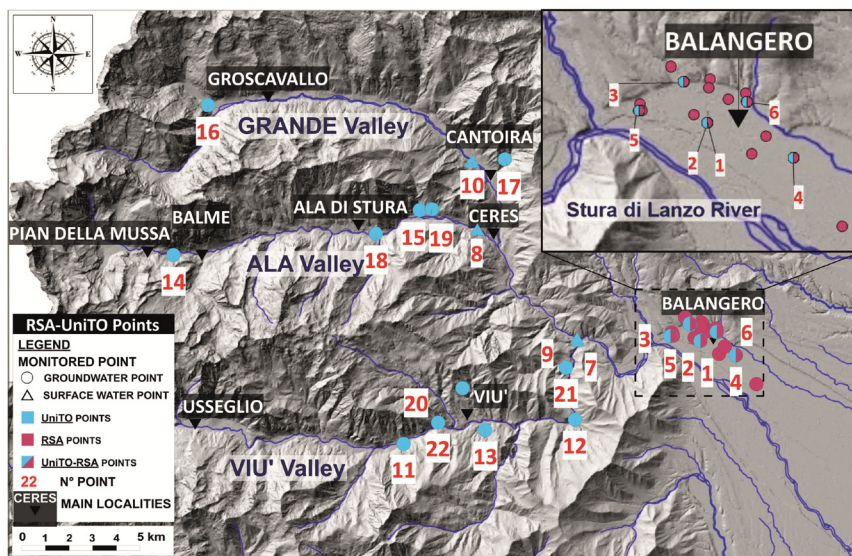 N
W
E
S
GROSCAVALLO
16
GRANDE Valley
CANTOIRA
10
17
PIAN DELLA MUSSA
BALME
ALA DI STURA
CERES
14
ALA Valley
18
15
19
8
BALANGERO
3
6
5
2
1
4
Stura di Lanzo River
BALANGERO
3
6
5
2
1
4
9
7
21
USSEGLIO
20
VIU'
12
11
22
13
VIU' Valley
RSA-UniTO Points
LEGEND
MONITORED POINT
GROUNDWATER POINT
SURFACE WATER POINT
UniTO POINTS
RSA POINTS
UniTO-RSA POINTS
22 N° POINT
CERES MAIN LOCALITIES
0 1 2 3 4 5 km